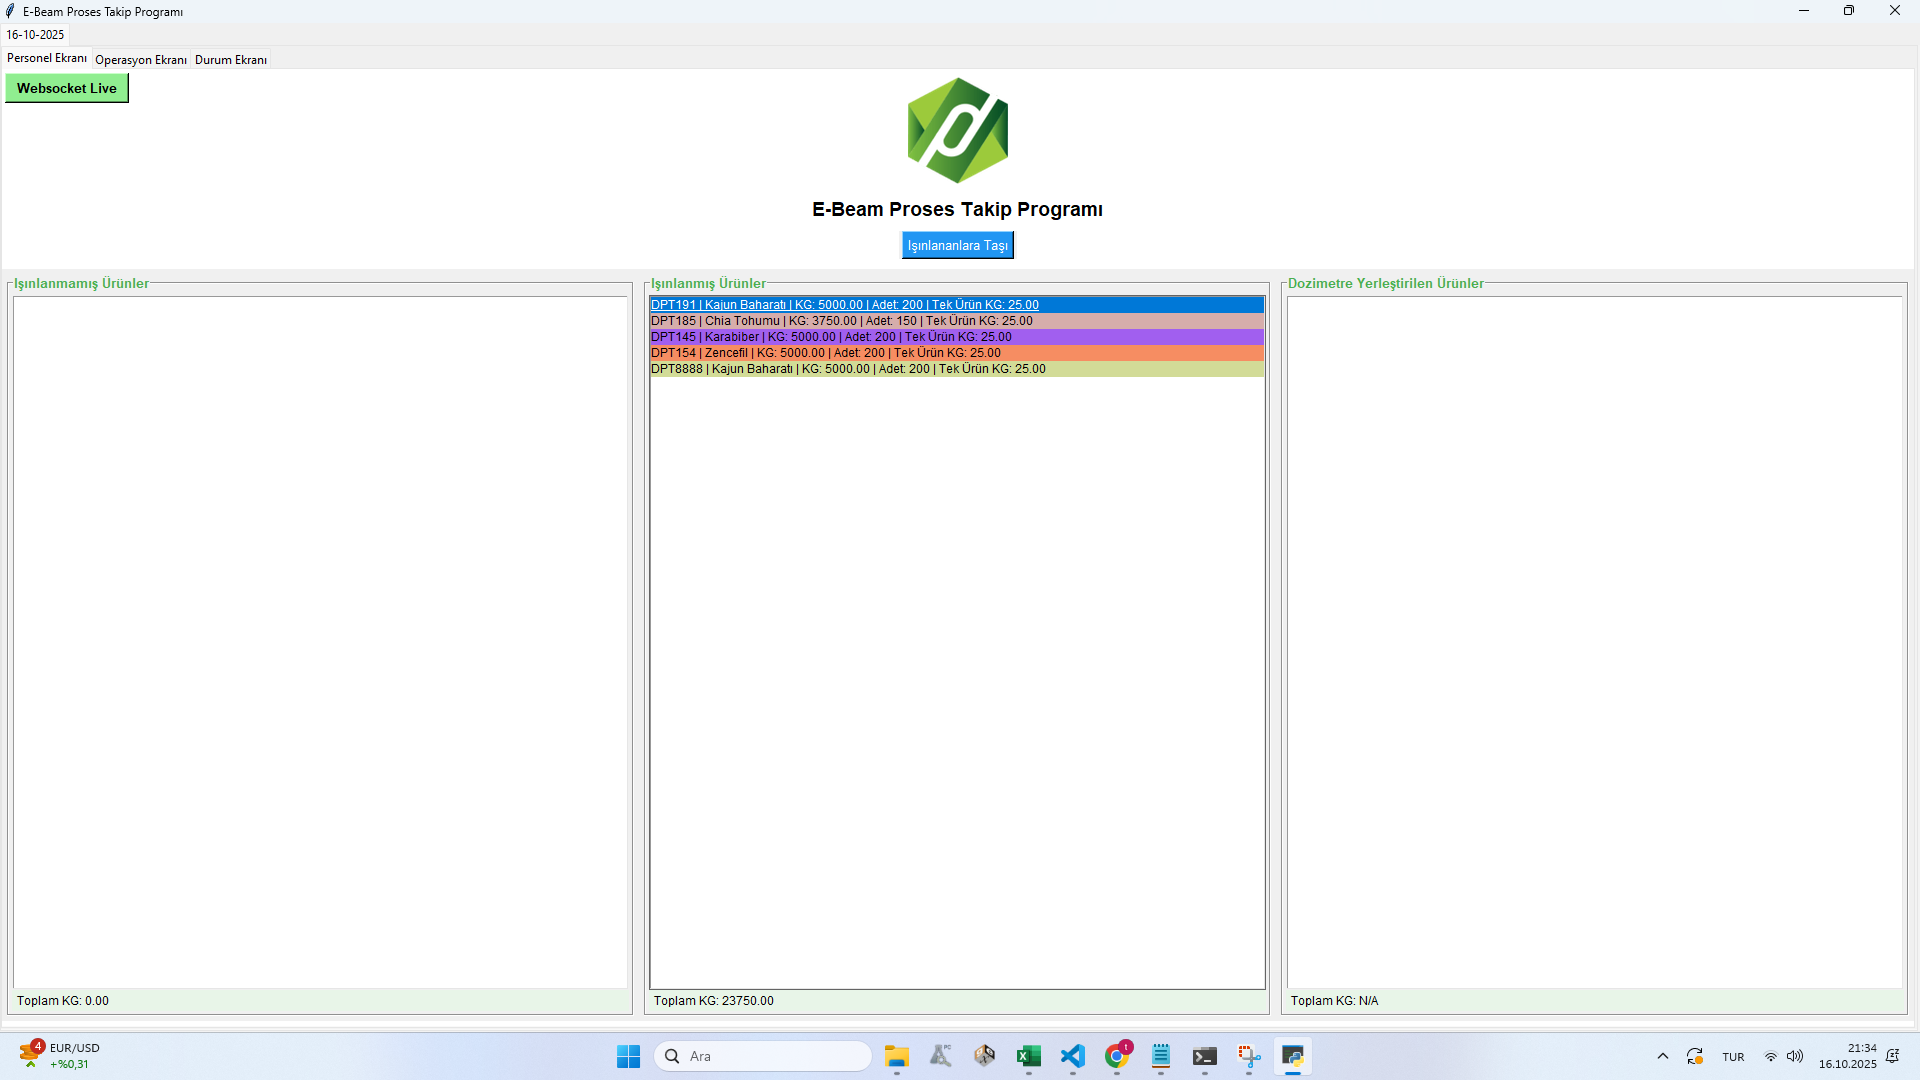 E-Beam Proses Takip Programı
16-10-2025
Personel Ekranı Operasyon Ekranı Durum Ekranı
Websocket Live
E-Beam Proses Takip Programı
Işınlananlara Taşı
Işınlanmamış Ürünler
Toplam KG: 0.00
Işınlanmış Ürünler
DPT191 | Kajun Baharatı | KG: 5000.00 | Adet: 200 | Tek Ürün KG: 25.00
DPT185 | Chia Tohumu | KG: 3750.00 | Adet: 150 | Tek Ürün KG: 25.00
DPT145 | Karabiber | KG: 5000.00 | Adet: 200 | Tek Ürün KG: 25.00
DPT154 | Zencefil | KG: 5000.00 | Adet: 200 | Tek Ürün KG: 25.00
DPT8888 | Kajun Baharatı | KG: 5000.00 | Adet: 200 | Tek Ürün KG: 25.00
Toplam KG: 23750.00
Dozimetre Yerleştirilen Ürünler
Toplam KG: N/A
4
EUR/USD
+%0,31
Ara
PC
t
TUR
21:34
16.10.2025